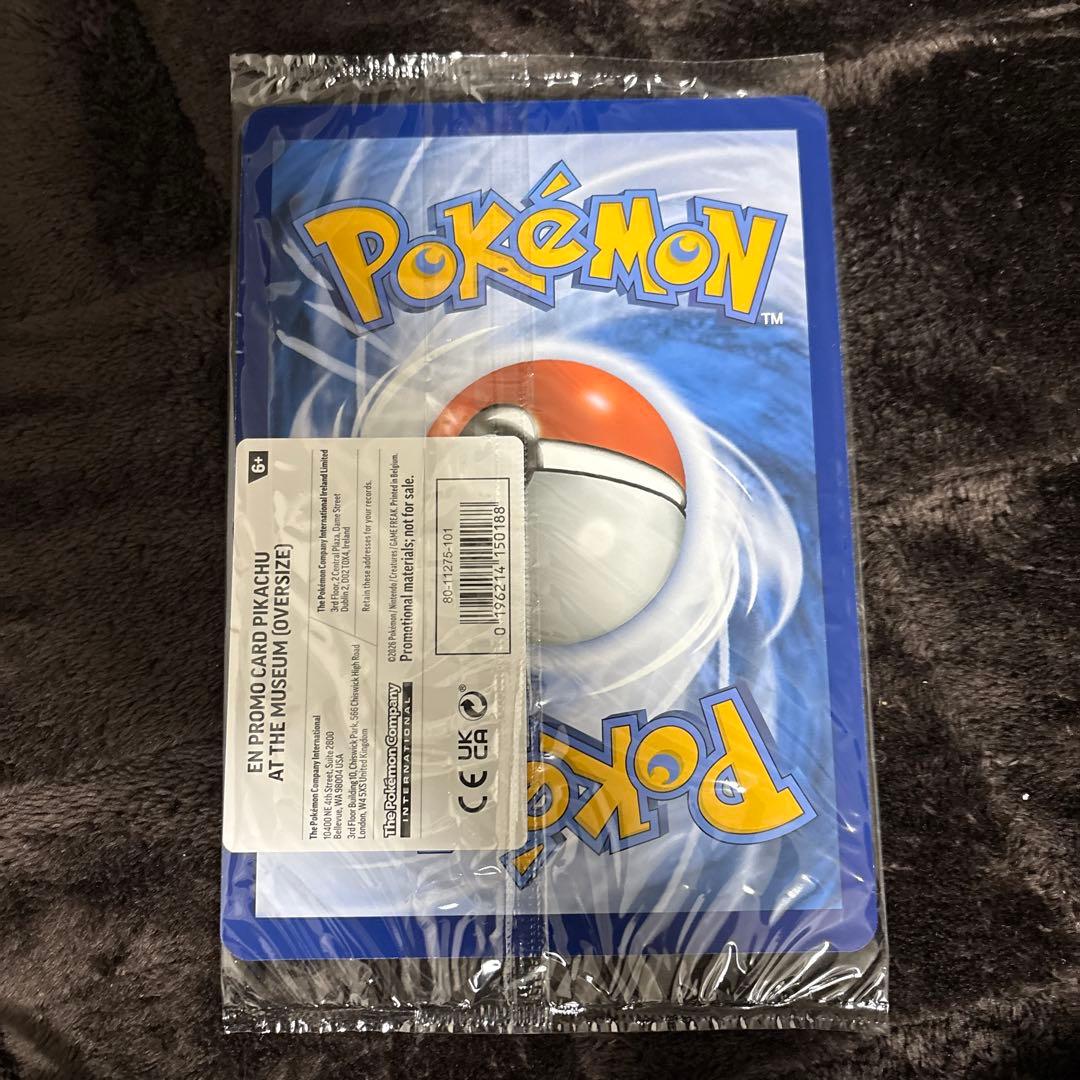 POKéMON
TM
6+
EN PROMO CARD PIKACHU
AT THE MUSEUM (OVERSIZE)
The Pokémon Company International
10400 NE 4th Street, Suite 2800
Bellevue, WA 98004 USA
3rd Floor Building 10, Chiswick Park, 566 Chiswick High Road
London, W4 5XS United Kingdom
The Pokémon Company International Ireland Limited
3rd Floor, 2 Central Plaza, Dame Street
Dublin 2, D02 T0X4, Ireland
Retain these addresses for your records.
The Pokémon Company
INTERNATIONAL
©2026 Pokémon/Nintendo/Creatures/GAME FREAK. Printed in Belgium.
Promotional materials; not for sale.
CE UK
CA
®
80-11275-101
0 196214 150188
POKé